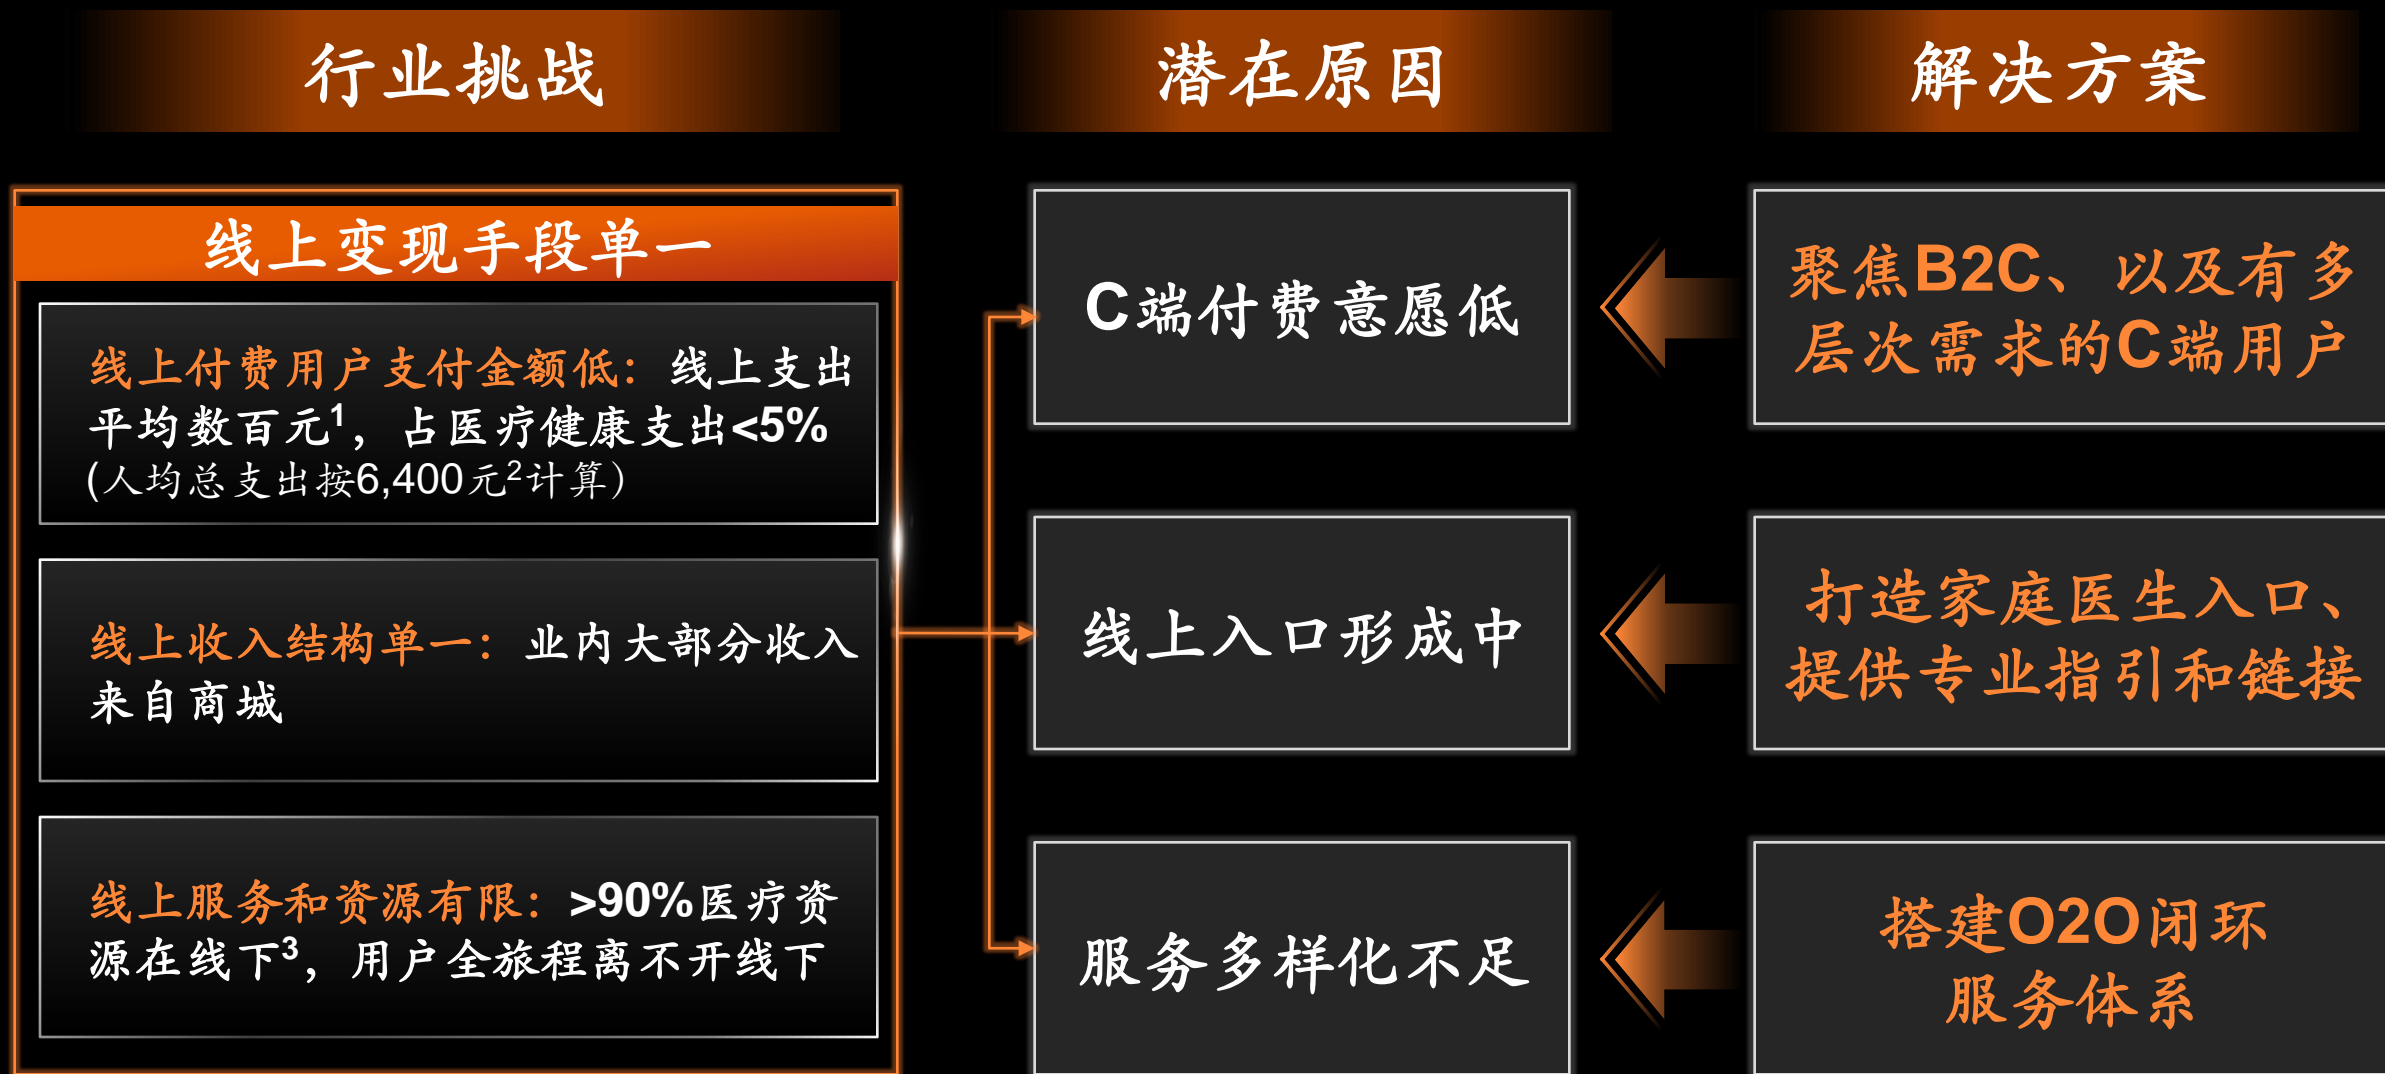 行业挑战
潜在原因
解决方案
线上变现手段单一
线上付费用户支付金额低：线上支出
平均数百元1，占医疗健康支出<5%
(人均总支出按6,400元2计算）
线上收入结构单一：业内大部分收入
来自商城
线上服务和资源有限：>90%医疗资
源在线下3，用户全旅程离不开线下
C端付费意愿低
线上入口形成中
服务多样化不足
聚焦B2C、以及有多
层次需求的C端用户
打造家庭医生入口、
提供专业指引和链接
搭建O2O闭环
服务体系